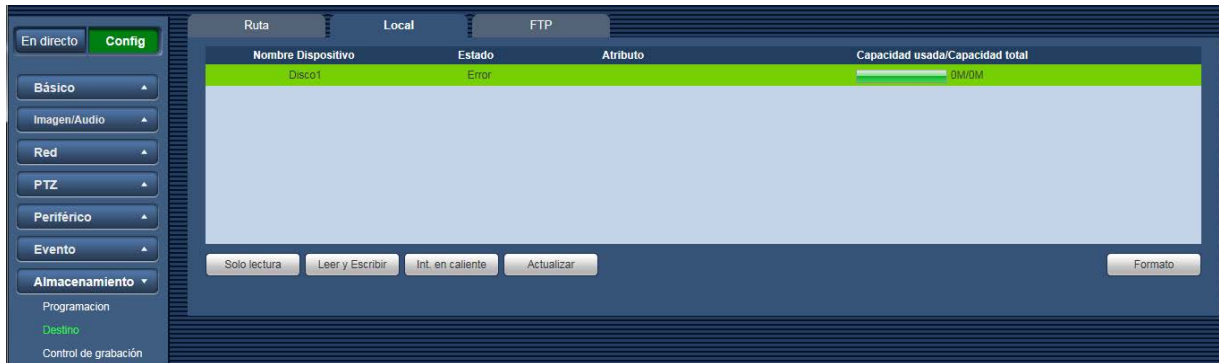 Ruta Local FTP
En directo Config
Nombre Dispositivo Estado Atributo Capacidad usada/Capacidad total
Disco1 Error 0M/0M
Básico
Imagen/Audio
Red
PTZ
Periférico
Evento
Solo lectura Leer y Escribir Int. en caliente Actualizar Formato
Almacenamiento
Programacion
Destino
Control de grabación